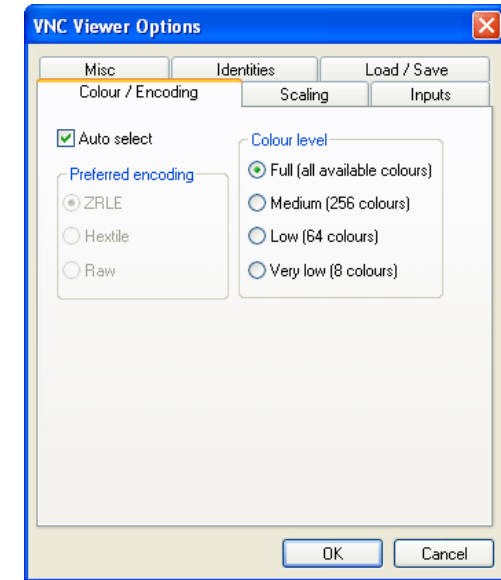 VNC Viewer Options
Misc
Identities
Load / Save
Colour / Encoding
Scaling
Inputs
Auto select
Preferred encoding
ZRLE
Hextile
Raw
Colour level
Full (all available colours)
Medium (256 colours)
Low (64 colours)
Very low (8 colours)
OK
Cancel